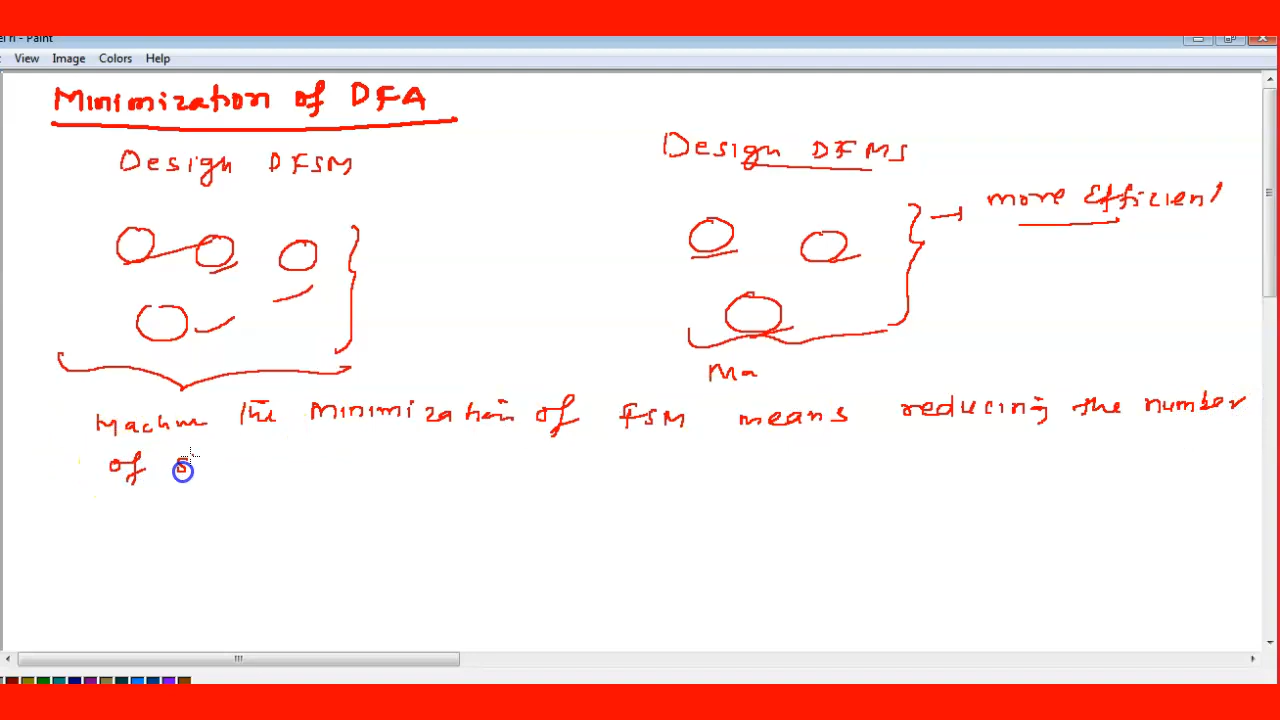 View Image Colors Help
Minimization of DFA
Design DFSM
Design DFMS
more Efficient
Ma
Machine The minimization of FSM means reducing the number
of s